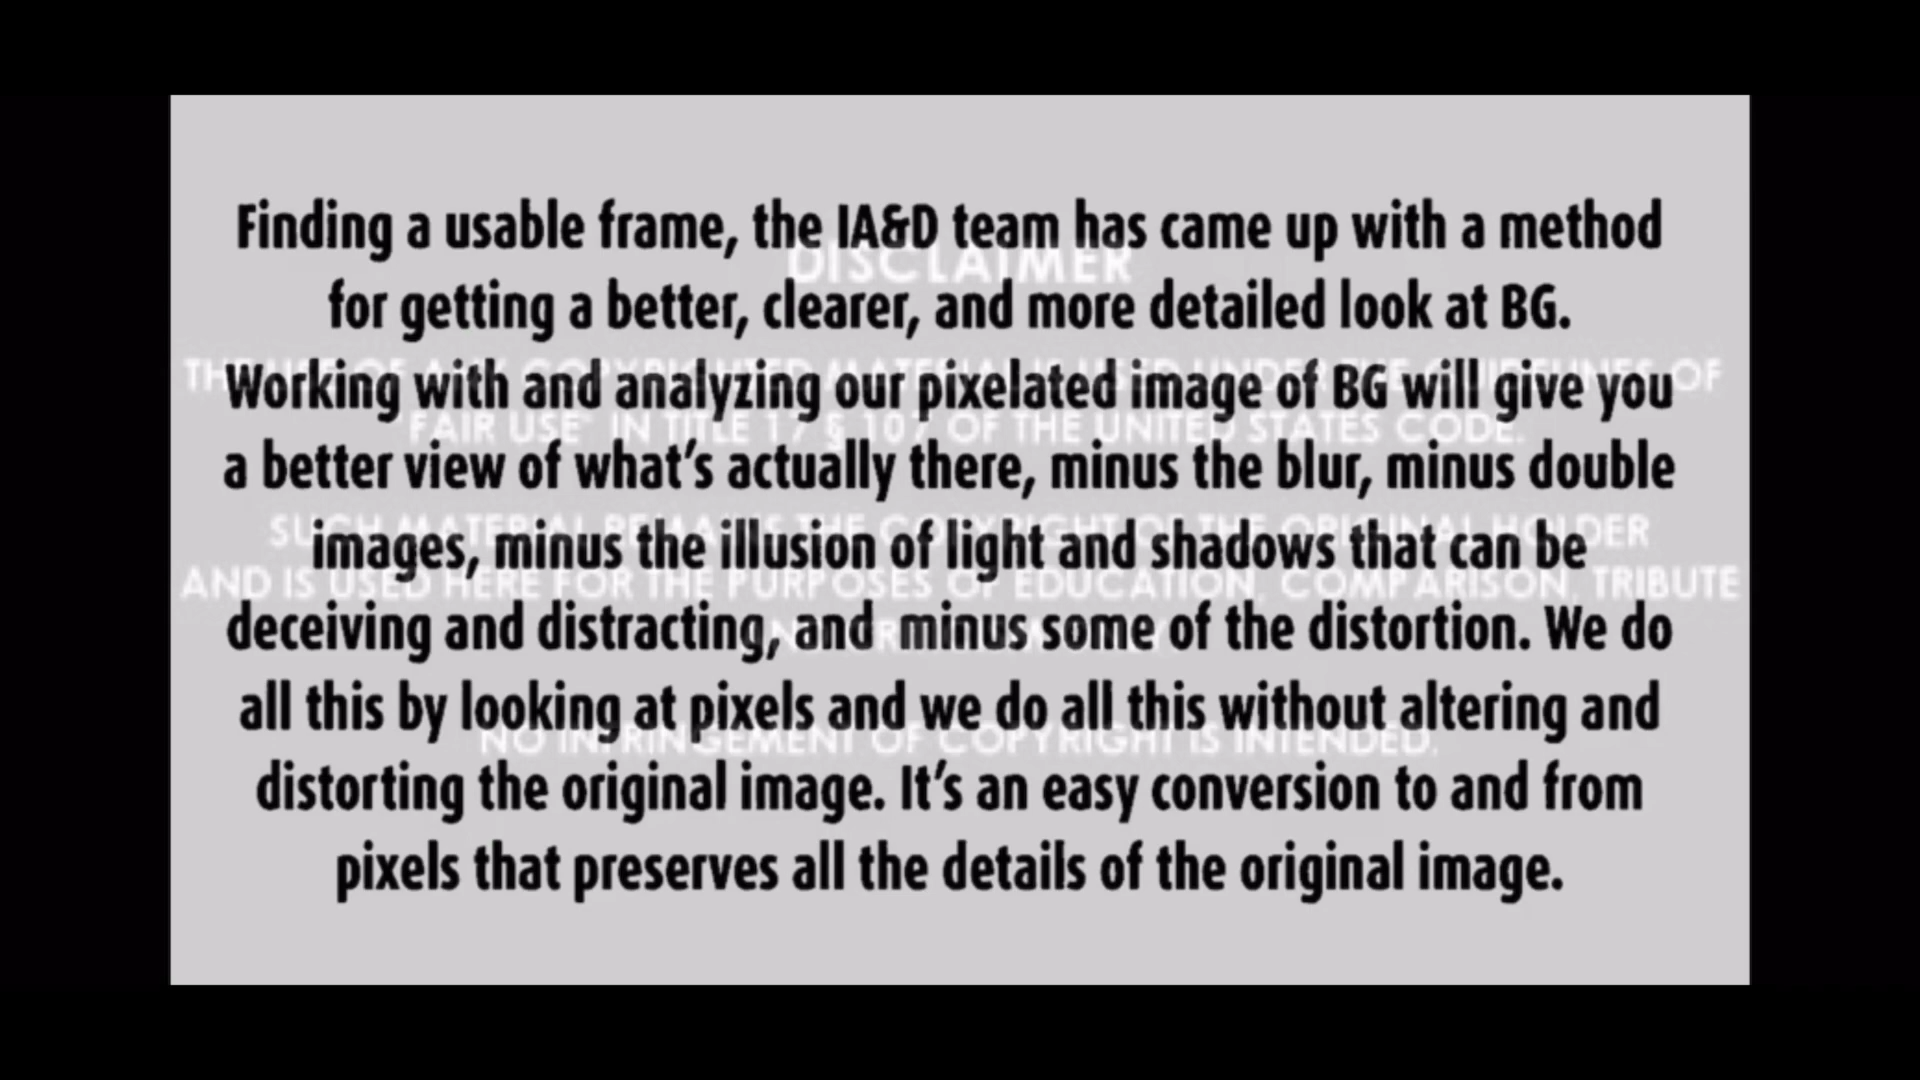 Finding a usable frame, the IA&D team has came up with a method
DISCLAIMER
for getting a better, clearer, and more detailed look at BG.
THE USE OF ANY COPYRIGHTED MATERIAL IS USED UNDER THE GUIDELINES OF
Working with and analyzing our pixelated image of BG will give you
"FAIR USE" IN TITLE 17 § 107 OF THE UNITED STATES CODE.
a better view of what's actually there, minus the blur, minus double
SUCH MATERIAL REMAINS THE COPYRIGHT OF THE ORIGINAL HOLDER
images, minus the illusion of light and shadows that can be
AND IS USED HERE FOR THE PURPOSES OF EDUCATION, COMPARISON, TRIBUTE
deceiving and distracting, and minus some of the distortion. We do
all this by looking at pixels and we do all this without altering and
NO INFRINGEMENT OF COPYRIGHT IS INTENDED.
distorting the original image. It's an easy conversion to and from
pixels that preserves all the details of the original image.